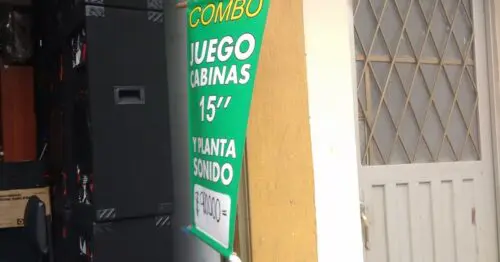 COMBO
JUEGO
CABINAS
15"
Y PLANTA
SONIDO